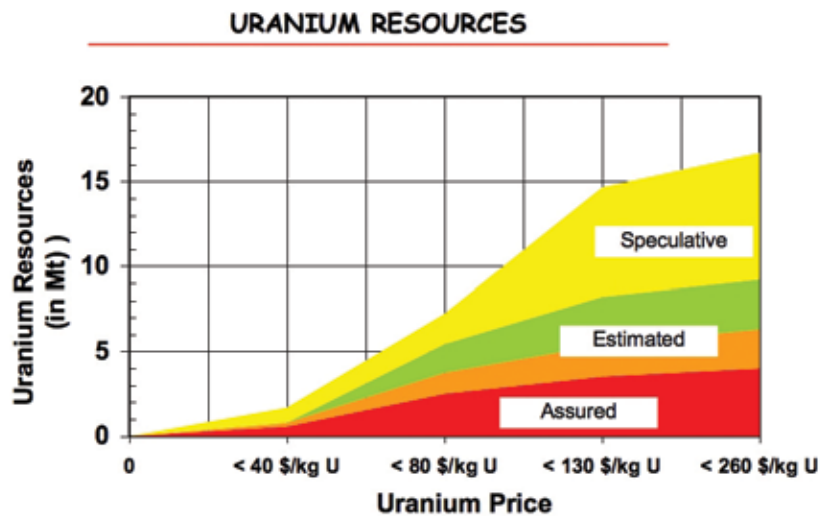 URANIUM RESOURCES
Uranium Resources
(in Mt) )
20
15
10
5
0
Speculative
Estimated
Assured
0
< 40 $/kg U
< 80 $/kg U
< 130 $/kg U
< 260 $/kg U
Uranium Price